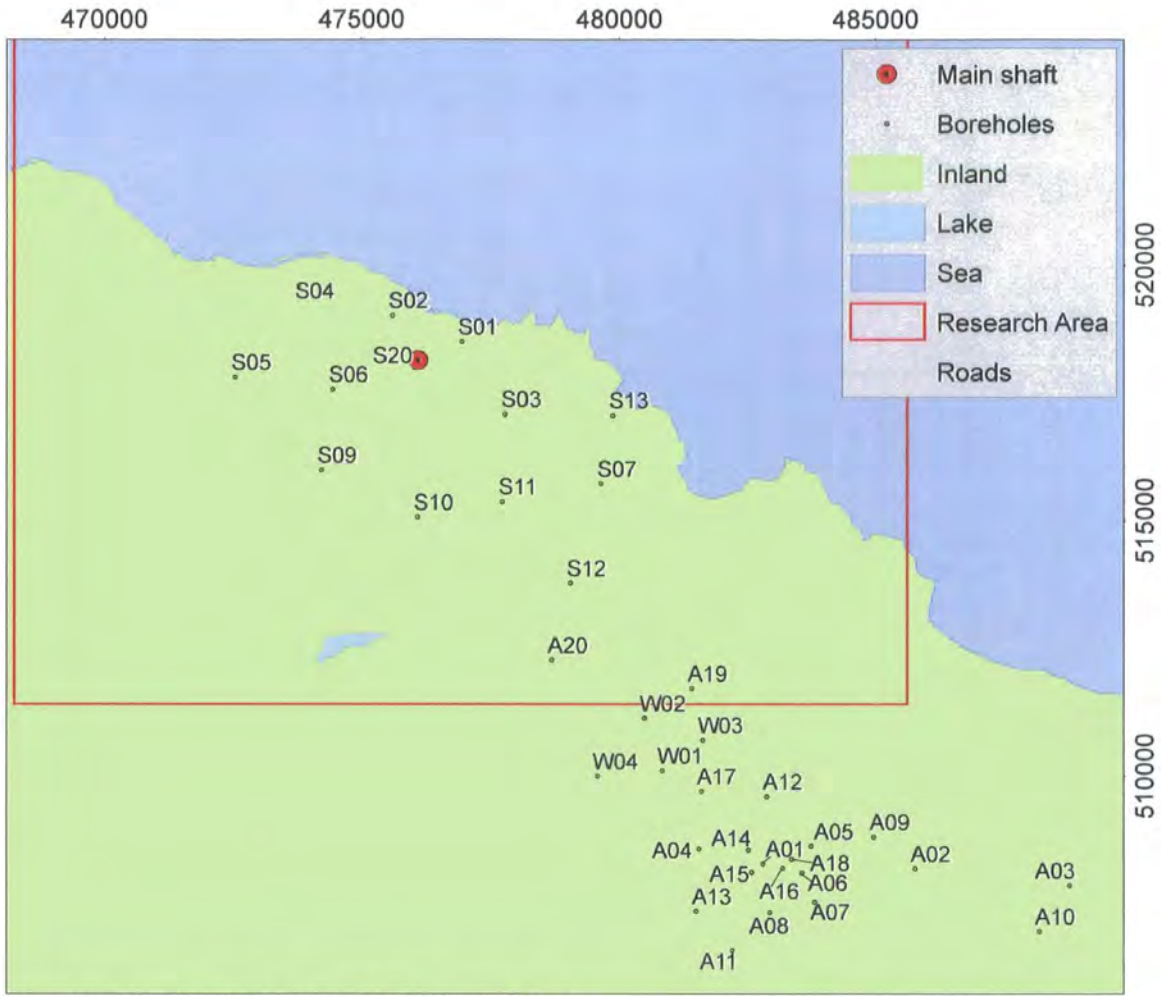 470000 475000 480000 485000
Main shaft
Boreholes
Inland
Lake
Sea
Research Area
Roads
520000
515000
510000
S04
S02
S01
S20
S05
S06
S03
S13
S09
S07
S11
S10
S12
A20
A19
W02
W03
W01
W04
A17
A12
A09
A05
A14
A01
A04
A18
A02
A15
A16
A06
A03
A13
A07
A08
A10
A11